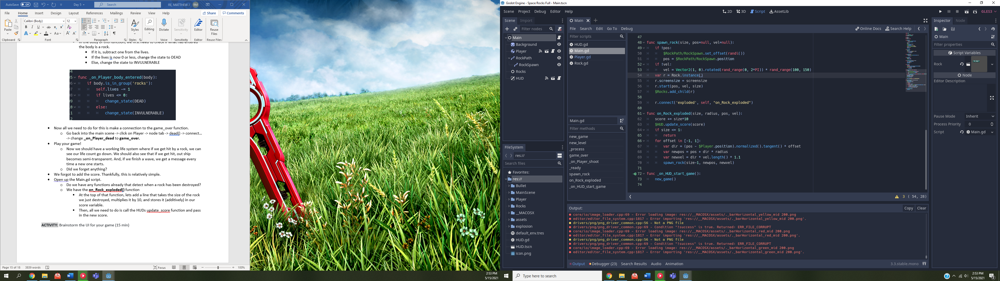 AutoSave Off Day 5 Search RE, MATTHEW J RM
File Home Insert Design Layout References Mailings Review View Help Share Comments
Calibri (Body) 12
Paste Styles Editing Dictate Sensitivity Editor Reuse Files
Clipboard Font Paragraph Styles Voice Sensitivity Editor Reuse Files
In the body of this function, we first need to check if what has entered
the body is a rock.
If it is, subtract one from the lives.
If the lives is now 0 or less, change the state to DEAD
Else, change the state to INVULNERABLE
04
05 func _on_Player_body_entered(body):
06 if body.is_in_group('rocks'):
07 self.lives -= 1
08 if lives <= 0:
09 change_state(DEAD)
10 else:
11 change_state(INVULNERABLE)
12
Now all we need to do for this is make a connection to the game_over function.
Go back into the main scene -> click on Player -> node tab -> dead() -> connect...
-> change _on_Player_dead to game_over.
Play your game!
Now we should have a working life system where if we get hit by a rock, we can
see our life count go down. We should also see that if we get hit, out ship
becomes semi-transparent. And, if we finish a wave, we get a message every
time a new one starts.
Did we forget anything?
We forgot to add the score. Thankfully, this is relatively simple.
Open up the Main.gd script.
Do we have any functions already that detect when a rock has been destroyed?
We have the on_Rock_exploded() function
At the top of that function, lets add a line that takes the size of the rock
we just destroyed, multiplies it by 10, and stores it (additively) in our
score variable.
Then, all we need to do is call the HUDs update_score function and pass
in the new score.
ACTIVITY: Brainstorm the UI for your game (15 min)
Page 15 of 18 3839 words Focus 100%
2:53 PM
5/15/2021
Godot Engine - Space Rocks Full - Main.tscn
Scene Project Debug Editor Help 2D 3D Script AssetLib GLES3
Scene Import
Filter nodes
Main
Background
Player
RockPath
RockSpawn
Rocks
HUD
FileSystem
res://
Search files
Favorites:
res://
Bullet
MainScene
Player
Rocks
__MACOSX
assets
explosion
default_env.tres
HUD.gd
HUD.tscn
icon.png
Main
File Search Edit Go To Debug Online Docs Search Help
Filter scripts
HUD.gd
Main.gd
Player.gd
Rock.gd
Main.gd
Filter methods
new_game
new_level
_process
game_over
_on_Player_shoot
_ready
spawn_rock
on_Rock_exploded
_on_HUD_start_game
47
48 func spawn_rock(size, pos=null, vel=null):
49 if !pos:
50 $RockPath/RockSpawn.set_offset(randi())
51 pos = $RockPath/RockSpawn.position
52 if !vel:
53 vel = Vector2(1, 0).rotated(rand_range(0, 2*PI)) * rand_range(100, 150)
54 var r = Rock.instance()
55 r.screensize = screensize
56 r.start(pos, vel, size)
57 $Rocks.add_child(r)
58
59 r.connect('exploded', self, "on_Rock_exploded")
60
61 func on_Rock_exploded(size, radius, pos, vel):
62 score += size*10
63 $HUD.update_score(score)
64 if size <= 1:
65 return
66 for offset in [-1, 1]:
67 var dir = (pos - $Player.position).normalized().tangent() * offset
68 var newpos = pos + dir * radius
69 var newvel = dir * vel.length() * 1.1
70 spawn_rock(size-1, newpos, newvel)
71
72 func _on_HUD_start_game():
73 new_game()
74
3 ( 54, 28)
Output: Copy Clear
core/io/image_loader.cpp:69 - Error loading image: res://__MACOSX/assets/._barHorizontal_yellow_mid 200.png
editor/editor_file_system.cpp:1817 - Error importing 'res://__MACOSX/assets/._barHorizontal_yellow_mid 200.png'.
drivers/png/png_driver_common.cpp:56 - Not a PNG file
drivers/png/png_driver_common.cpp:69 - Condition "!success" is true. Returned: ERR_FILE_CORRUPT
core/io/image_loader.cpp:69 - Error loading image: res://__MACOSX/assets/._barHorizontal_red_mid 200.png
editor/editor_file_system.cpp:1817 - Error importing 'res://__MACOSX/assets/._barHorizontal_red_mid 200.png'.
drivers/png/png_driver_common.cpp:56 - Not a PNG file
drivers/png/png_driver_common.cpp:69 - Condition "!success" is true. Returned: ERR_FILE_CORRUPT
core/io/image_loader.cpp:69 - Error loading image: res://__MACOSX/assets/._barHorizontal_green_mid 200.png
editor/editor_file_system.cpp:1817 - Error importing 'res://__MACOSX/assets/._barHorizontal_green_mid 200.png'.
Output Debugger (23) Search Results Audio Animation 3.3.stable.mono
Inspector Node
Main
Filter properties
Script Variables
Rock
Node
Editor Description
Pause Mode Inherit
Process Priority 0
Script Main.gd
Type here to search
2:53 PM
5/15/2021